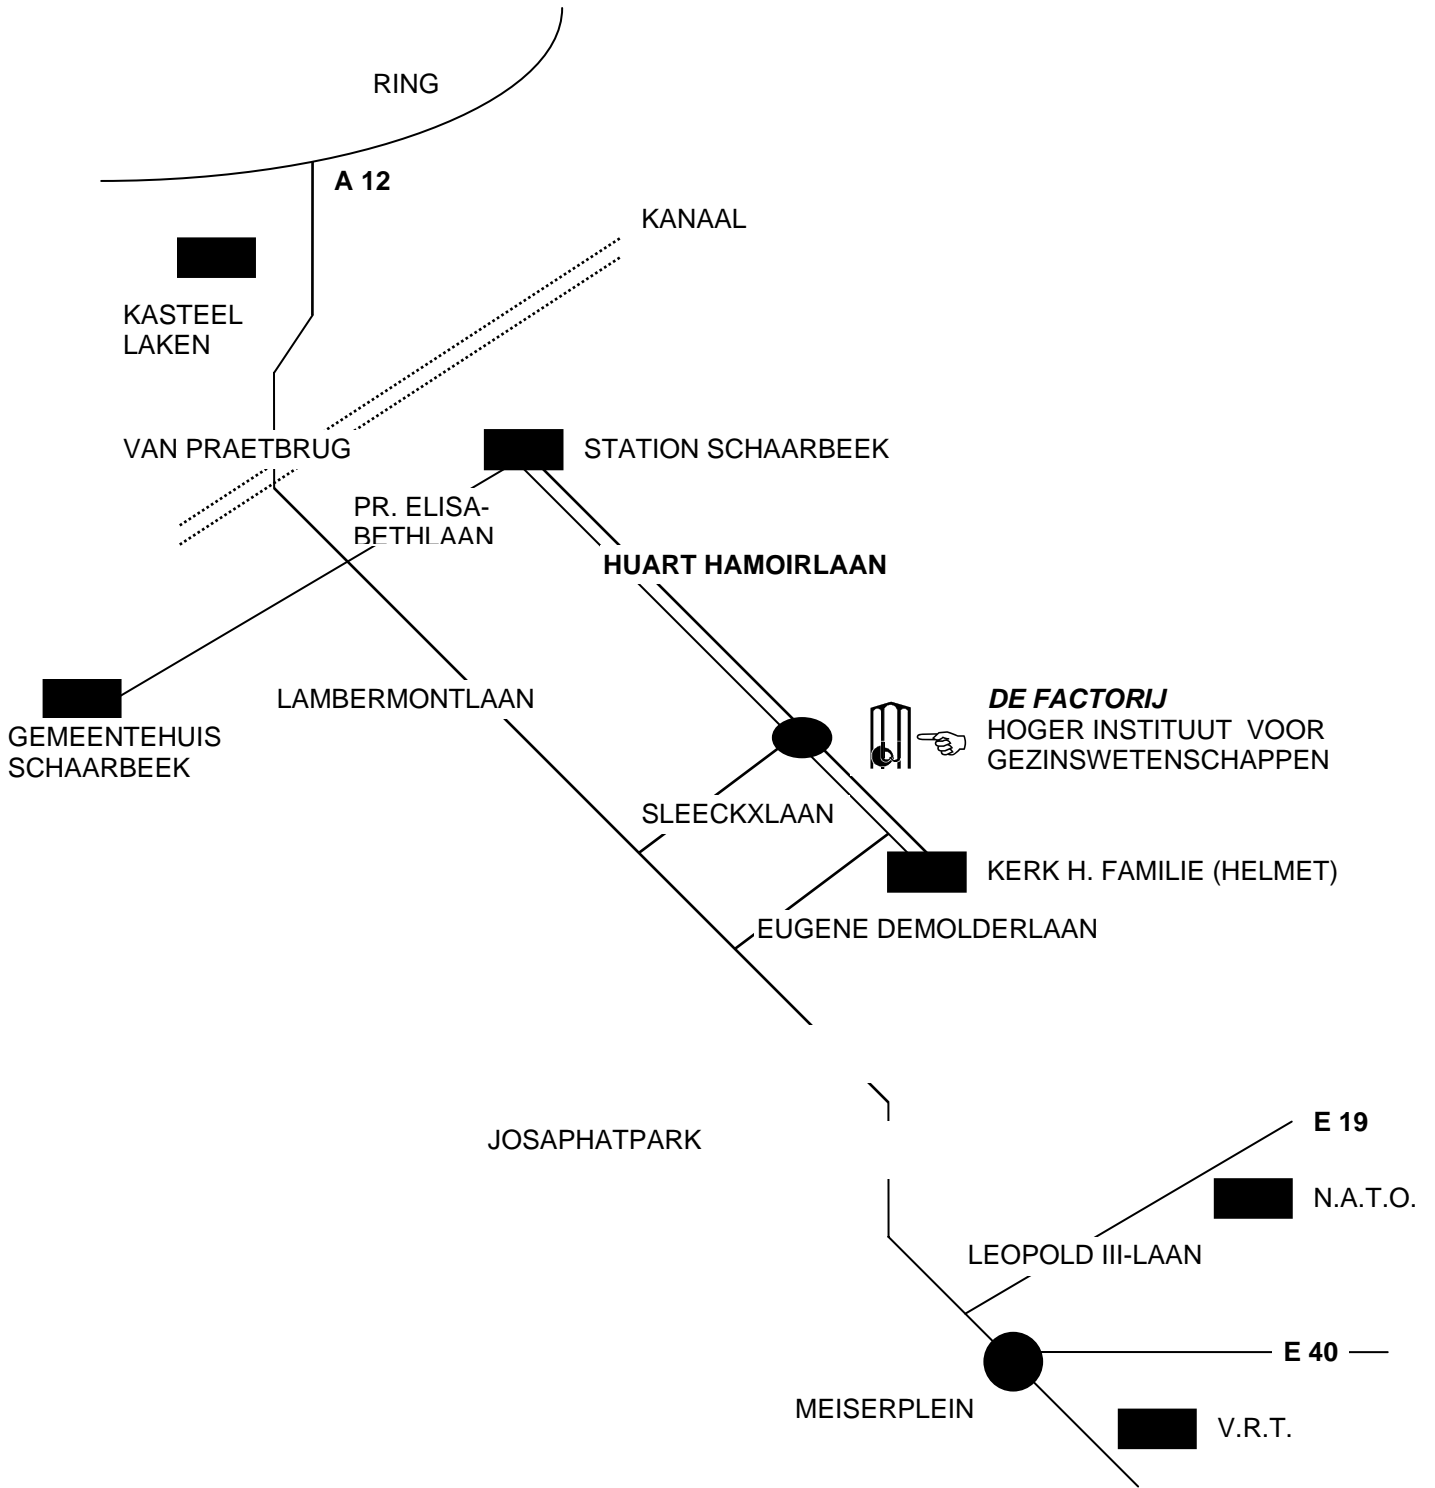 RING
A 12
KANAAL
KASTEEL
LAKEN
VAN PRAETBRUG
STATION SCHAARBEEK
PR. ELISA-
BETHLAAN
HUART HAMOIRLAAN
LAMBERMONTLAAN
DE FACTORIJ
HOGER INSTITUUT VOOR
GEZINSWETENSCHAPPEN
GEMEENTEHUIS
SCHAARBEEK
SLEECKXLAAN
KERK H. FAMILIE (HELMET)
EUGENE DEMOLDERLAAN
JOSAPHATPARK
E 19
N.A.T.O.
LEOPOLD III-LAAN
E 40
MEISERPLEIN
V.R.T.